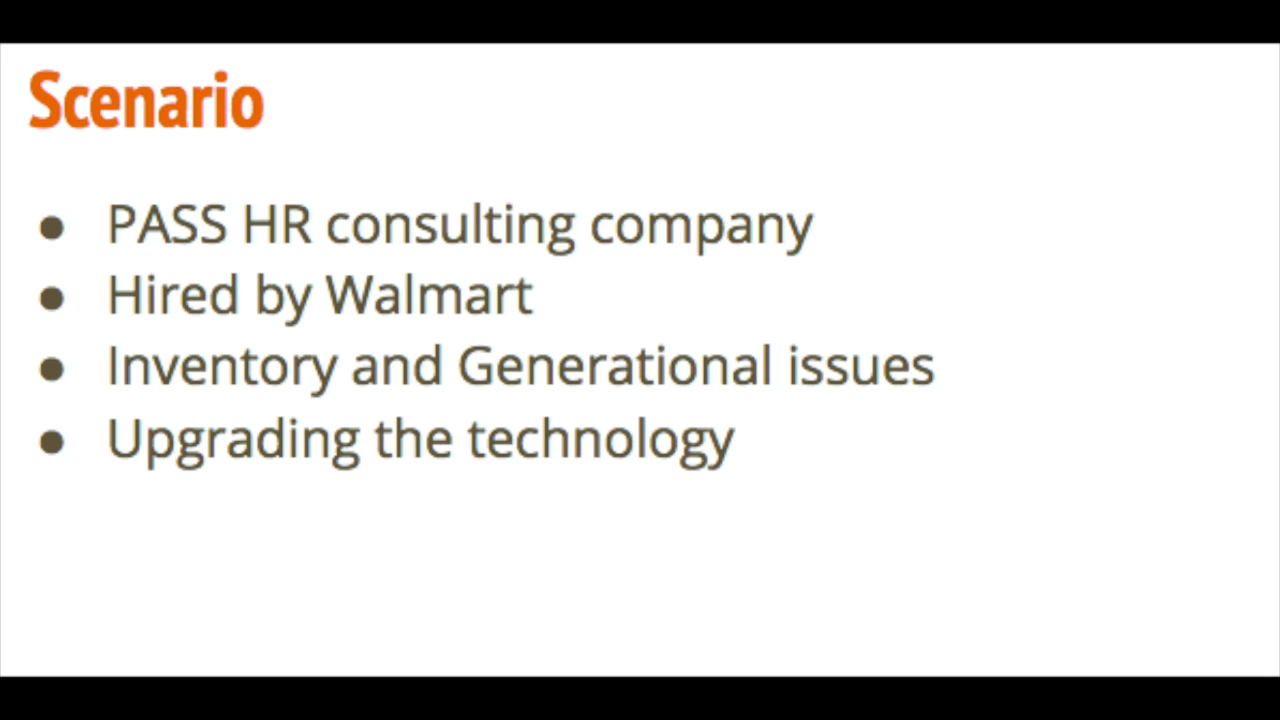 Scenario
● PASS HR consulting company
● Hired by Walmart
● Inventory and Generational issues
● Upgrading the technology